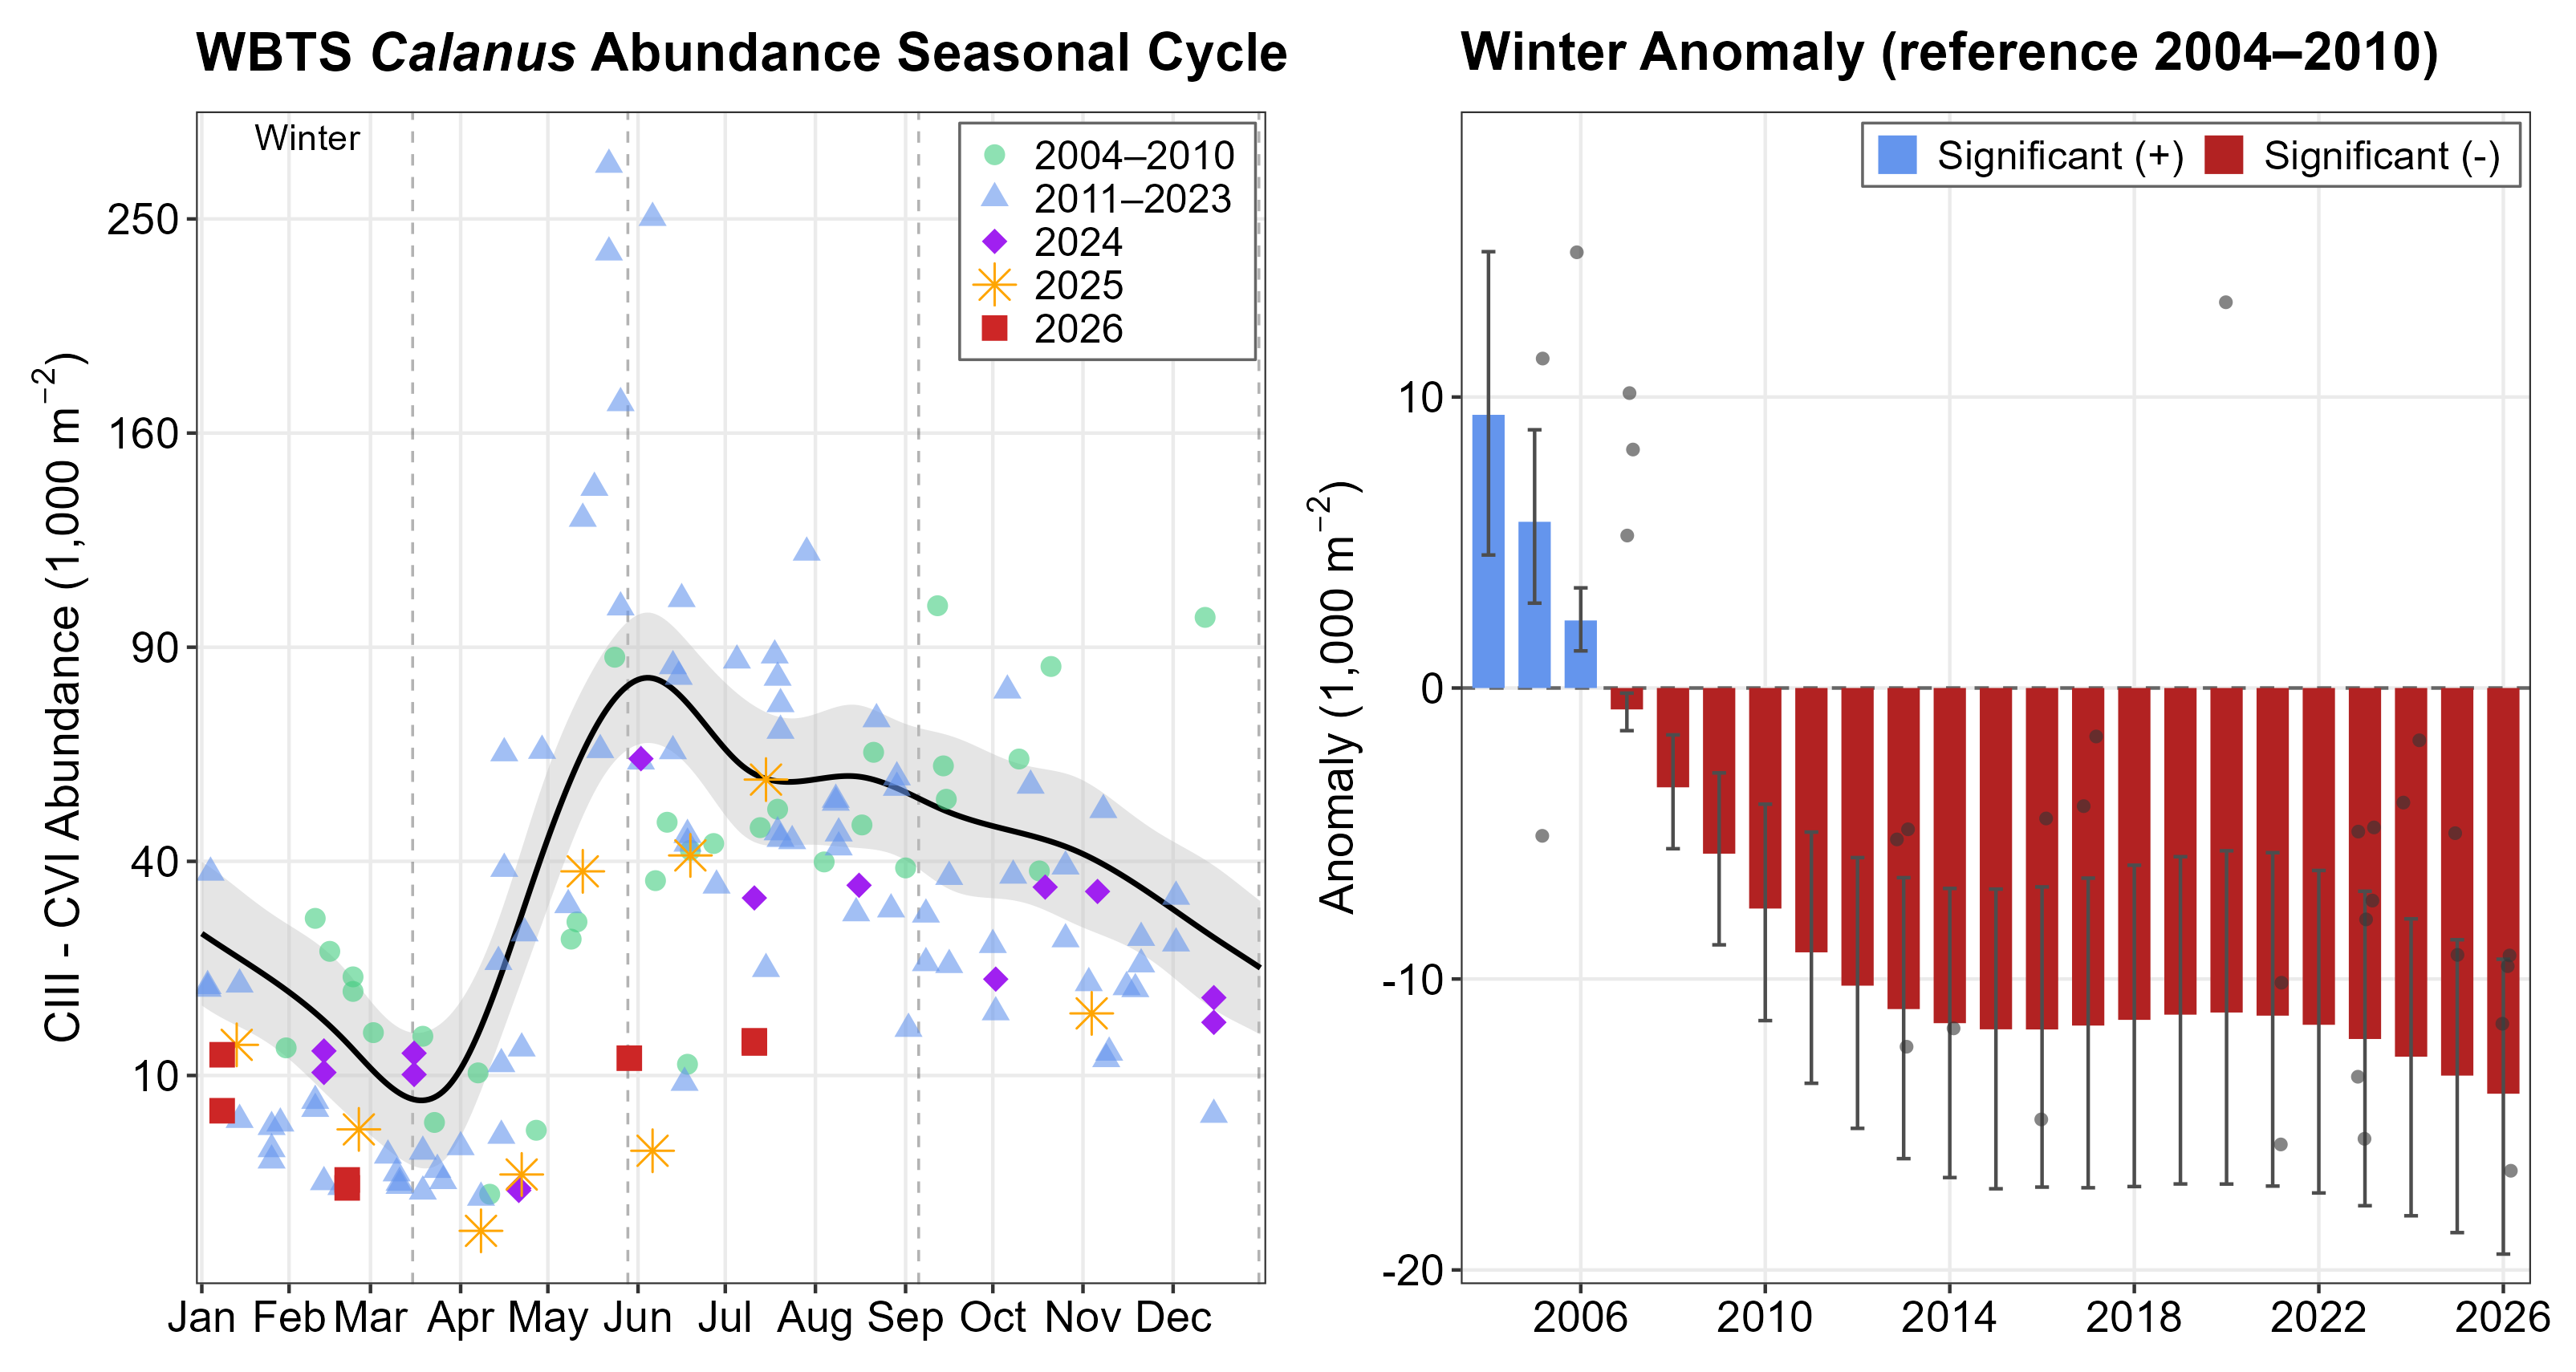 WBTS Calanus Abundance Seasonal Cycle
CIII - CVI Abundance (1,000 m⁻²)
250
160
90
40
10
Winter
2004–2010
2011–2023
2024
2025
2026
Jan Feb Mar Apr May Jun Jul Aug Sep Oct Nov Dec
Winter Anomaly (reference 2004–2010)
Anomaly (1,000 m⁻²)
10
0
-10
-20
Significant (+) Significant (-)
2006 2010 2014 2018 2022 2026